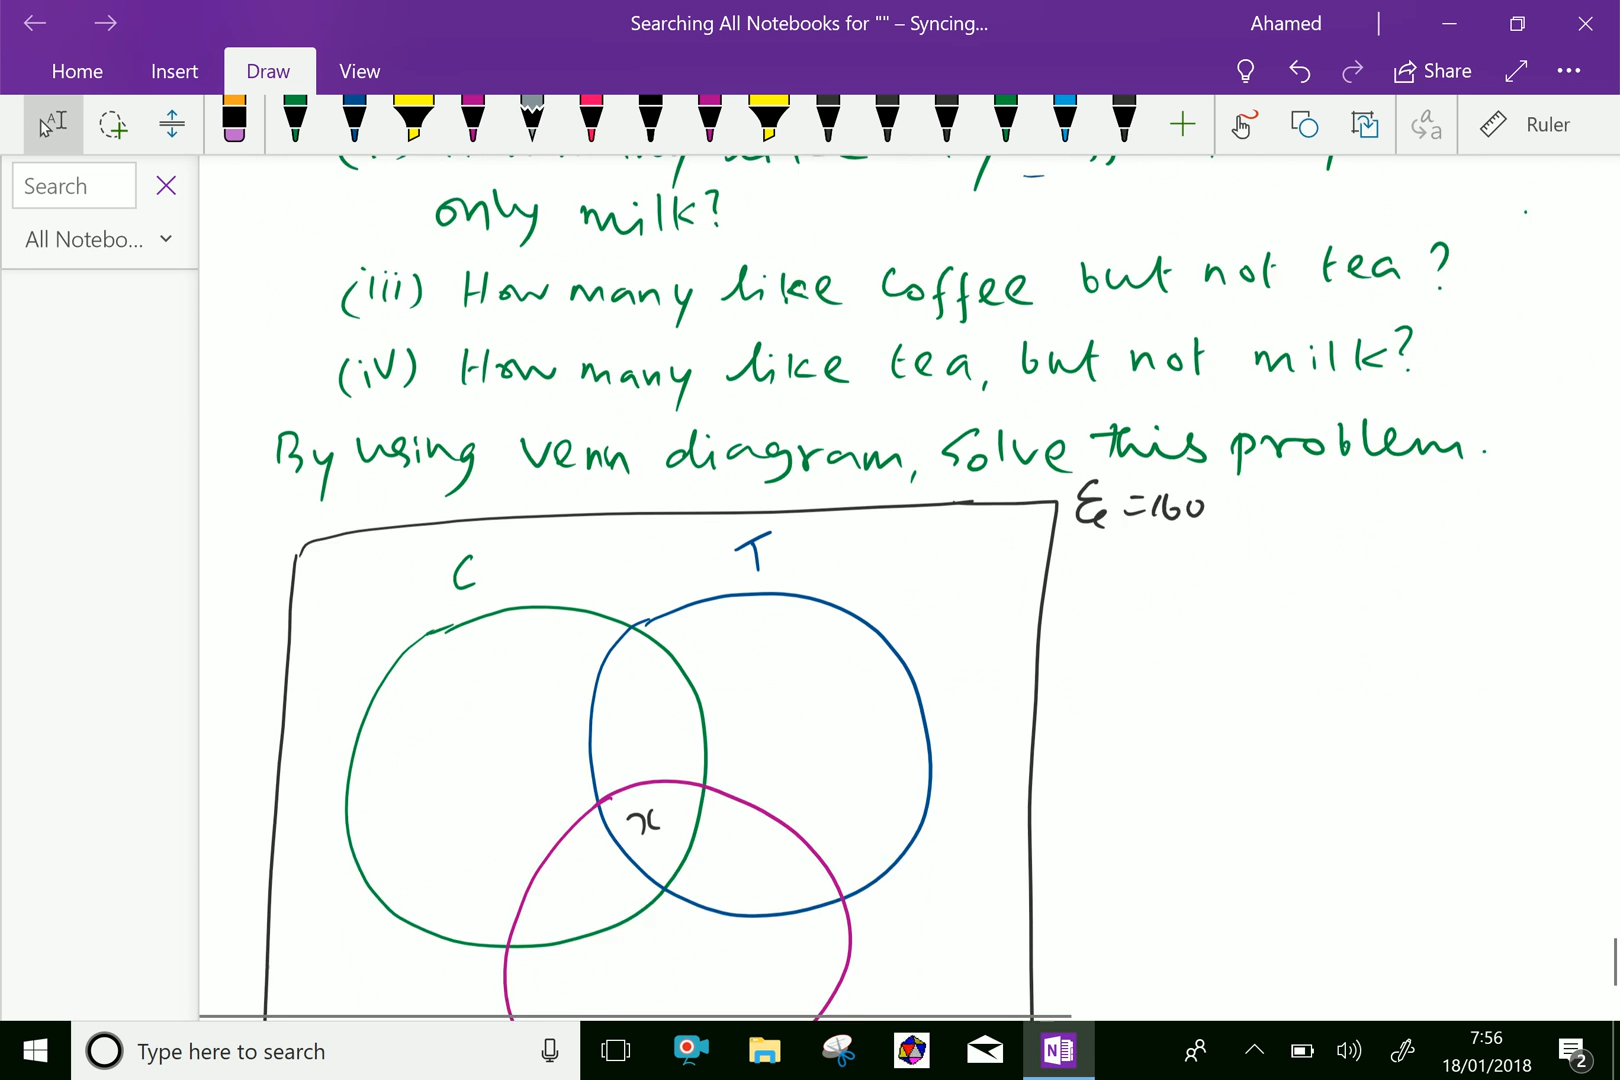 Searching All Notebooks for "" – Syncing...
Ahamed
Home Insert Draw View
Share
Ruler
Search
All Notebo...
only milk?
(iii) How many like Coffee but not tea?
(iv) How many like tea, but not milk?
By using venn diagram, Solve this problem.
ξ = 160
C
T
x
Type here to search
7:56
18/01/2018
2